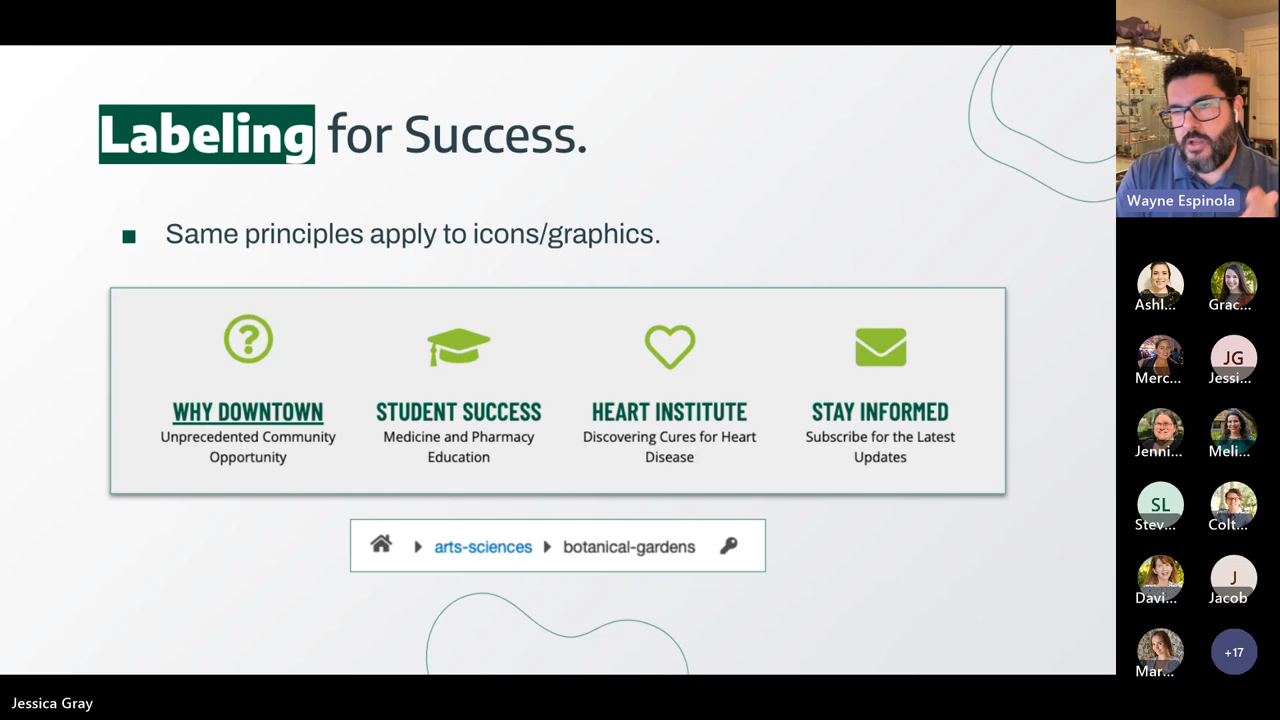 Labeling for Success.
Same principles apply to icons/graphics.
WHY DOWNTOWN
Unprecedented Community
Opportunity
STUDENT SUCCESS
Medicine and Pharmacy
Education
HEART INSTITUTE
Discovering Cures for Heart
Disease
STAY INFORMED
Subscribe for the Latest
Updates
arts-sciences botanical-gardens
Wayne Espinola
Ashl... Grac...
JG
Merc... Jessi...
Jenni... Meli...
SL
Stev... Colt...
J
Davi... Jacob
Mar... +17
Jessica Gray